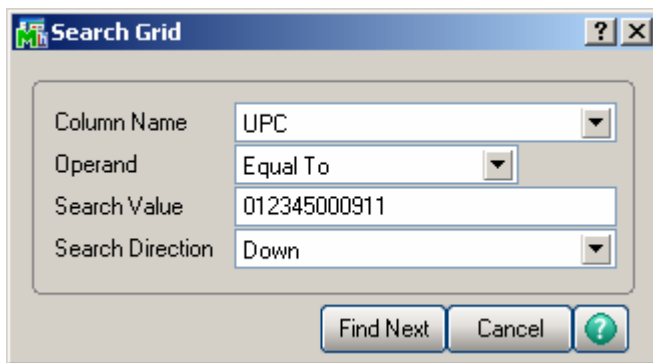 Search Grid
Column Name UPC
Operand Equal To
Search Value 012345000911
Search Direction Down
Find Next Cancel ?